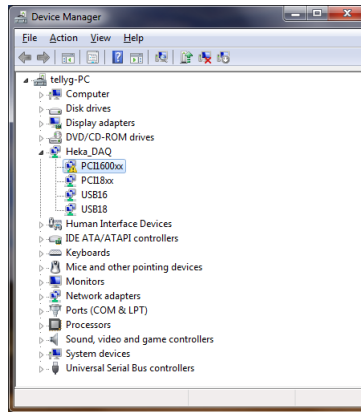 Device Manager
File Action View Help
tellyg-PC
Computer
Disk drives
Display adapters
DVD/CD-ROM drives
Heka_DAQ
PCI1600xx
PCI18xx
USB16
USB18
Human Interface Devices
IDE ATA/ATAPI controllers
Keyboards
Mice and other pointing devices
Monitors
Network adapters
Ports (COM & LPT)
Processors
Sound, video and game controllers
System devices
Universal Serial Bus controllers